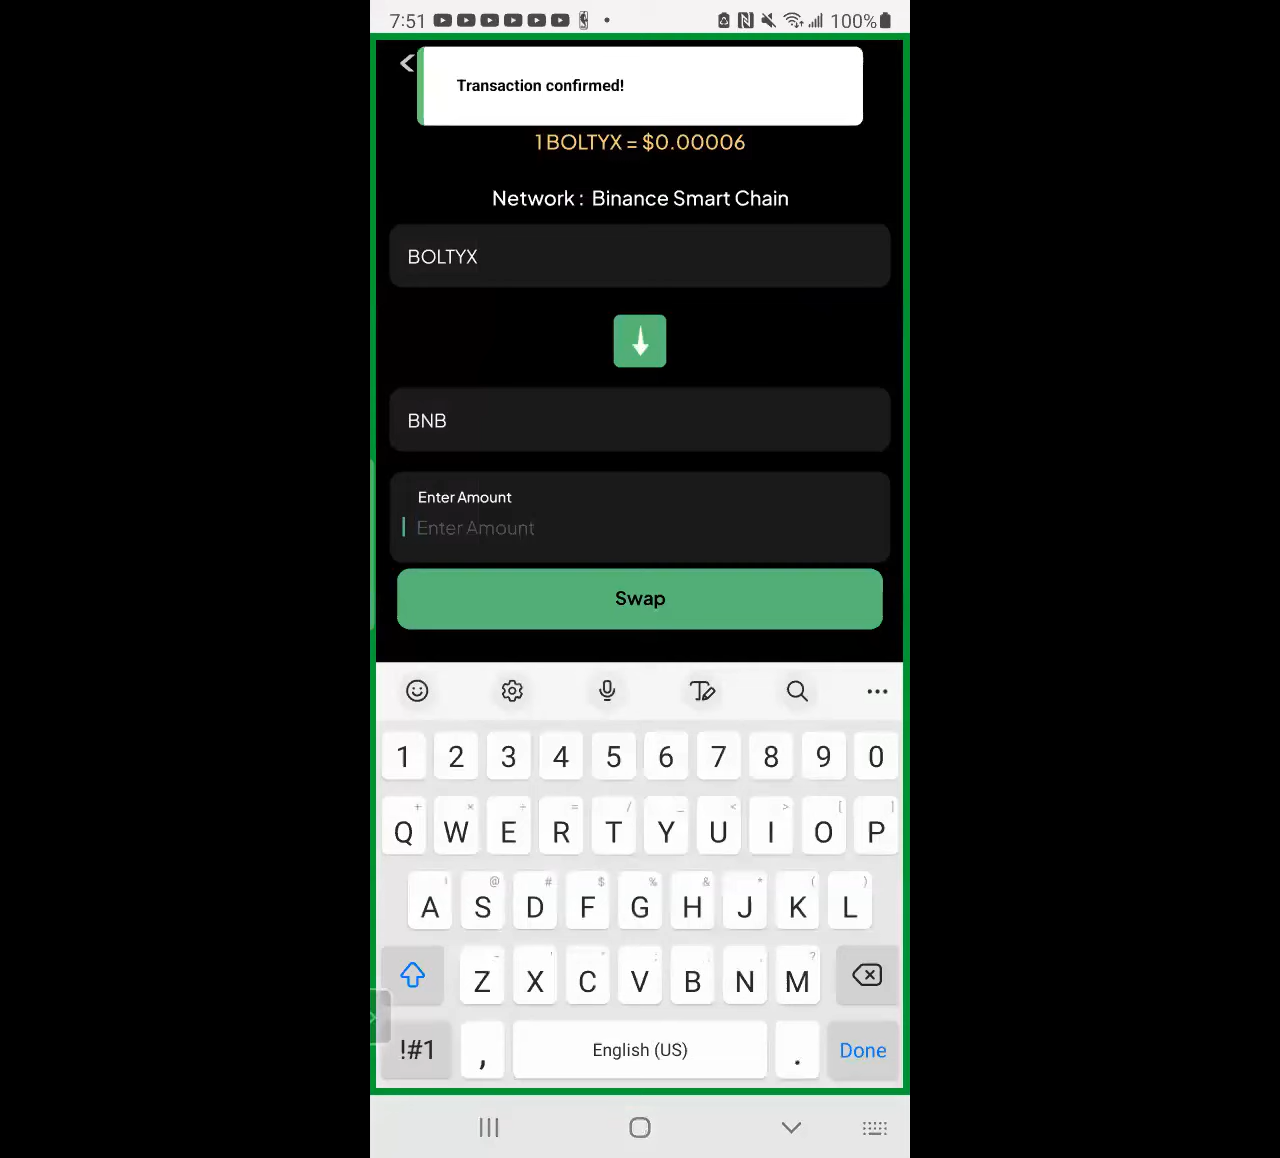 7:51 100%
Transaction confirmed!
1 BOLTYX = $0.00006
Network : Binance Smart Chain
BOLTYX
BNB
Enter Amount
Enter Amount
Swap
1 2 3 4 5 6 7 8 9 0
Q W E R T Y U I O P
A S D F G H J K L
Z X C V B N M
!#1 , English (US) . Done